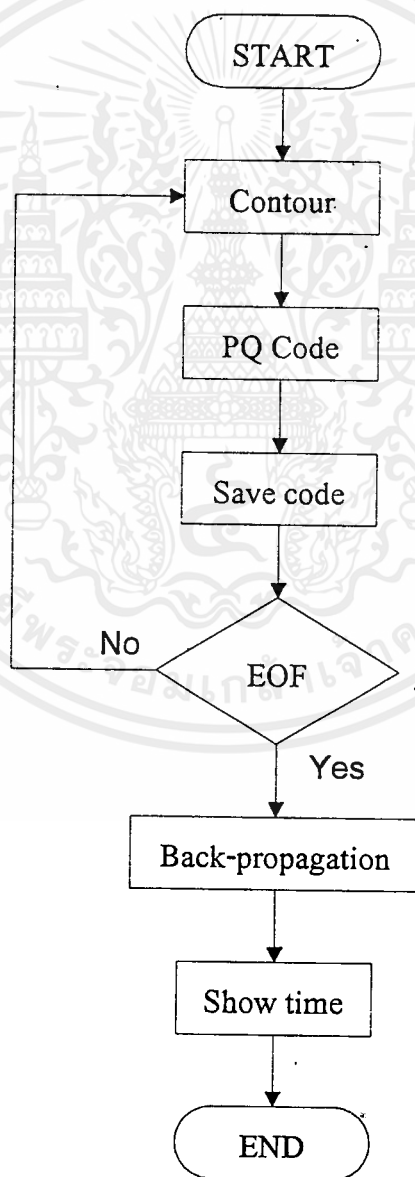 START
Contour
PQ Code
Save code
No
EOF
Yes
Back-propagation
Show time
END